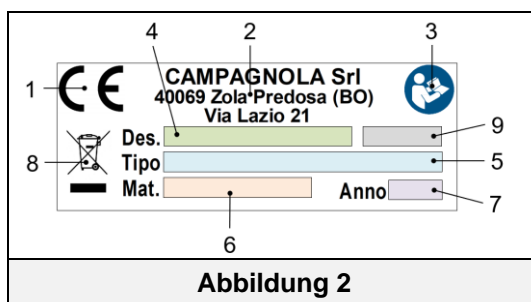 4 2 3
1 CE CAMPAGNOLA Srl
40069 Zola Predosa (BO)
Via Lazio 21
Des. 9
8 Tipo 5
Mat. Anno 7
6
Abbildung 2